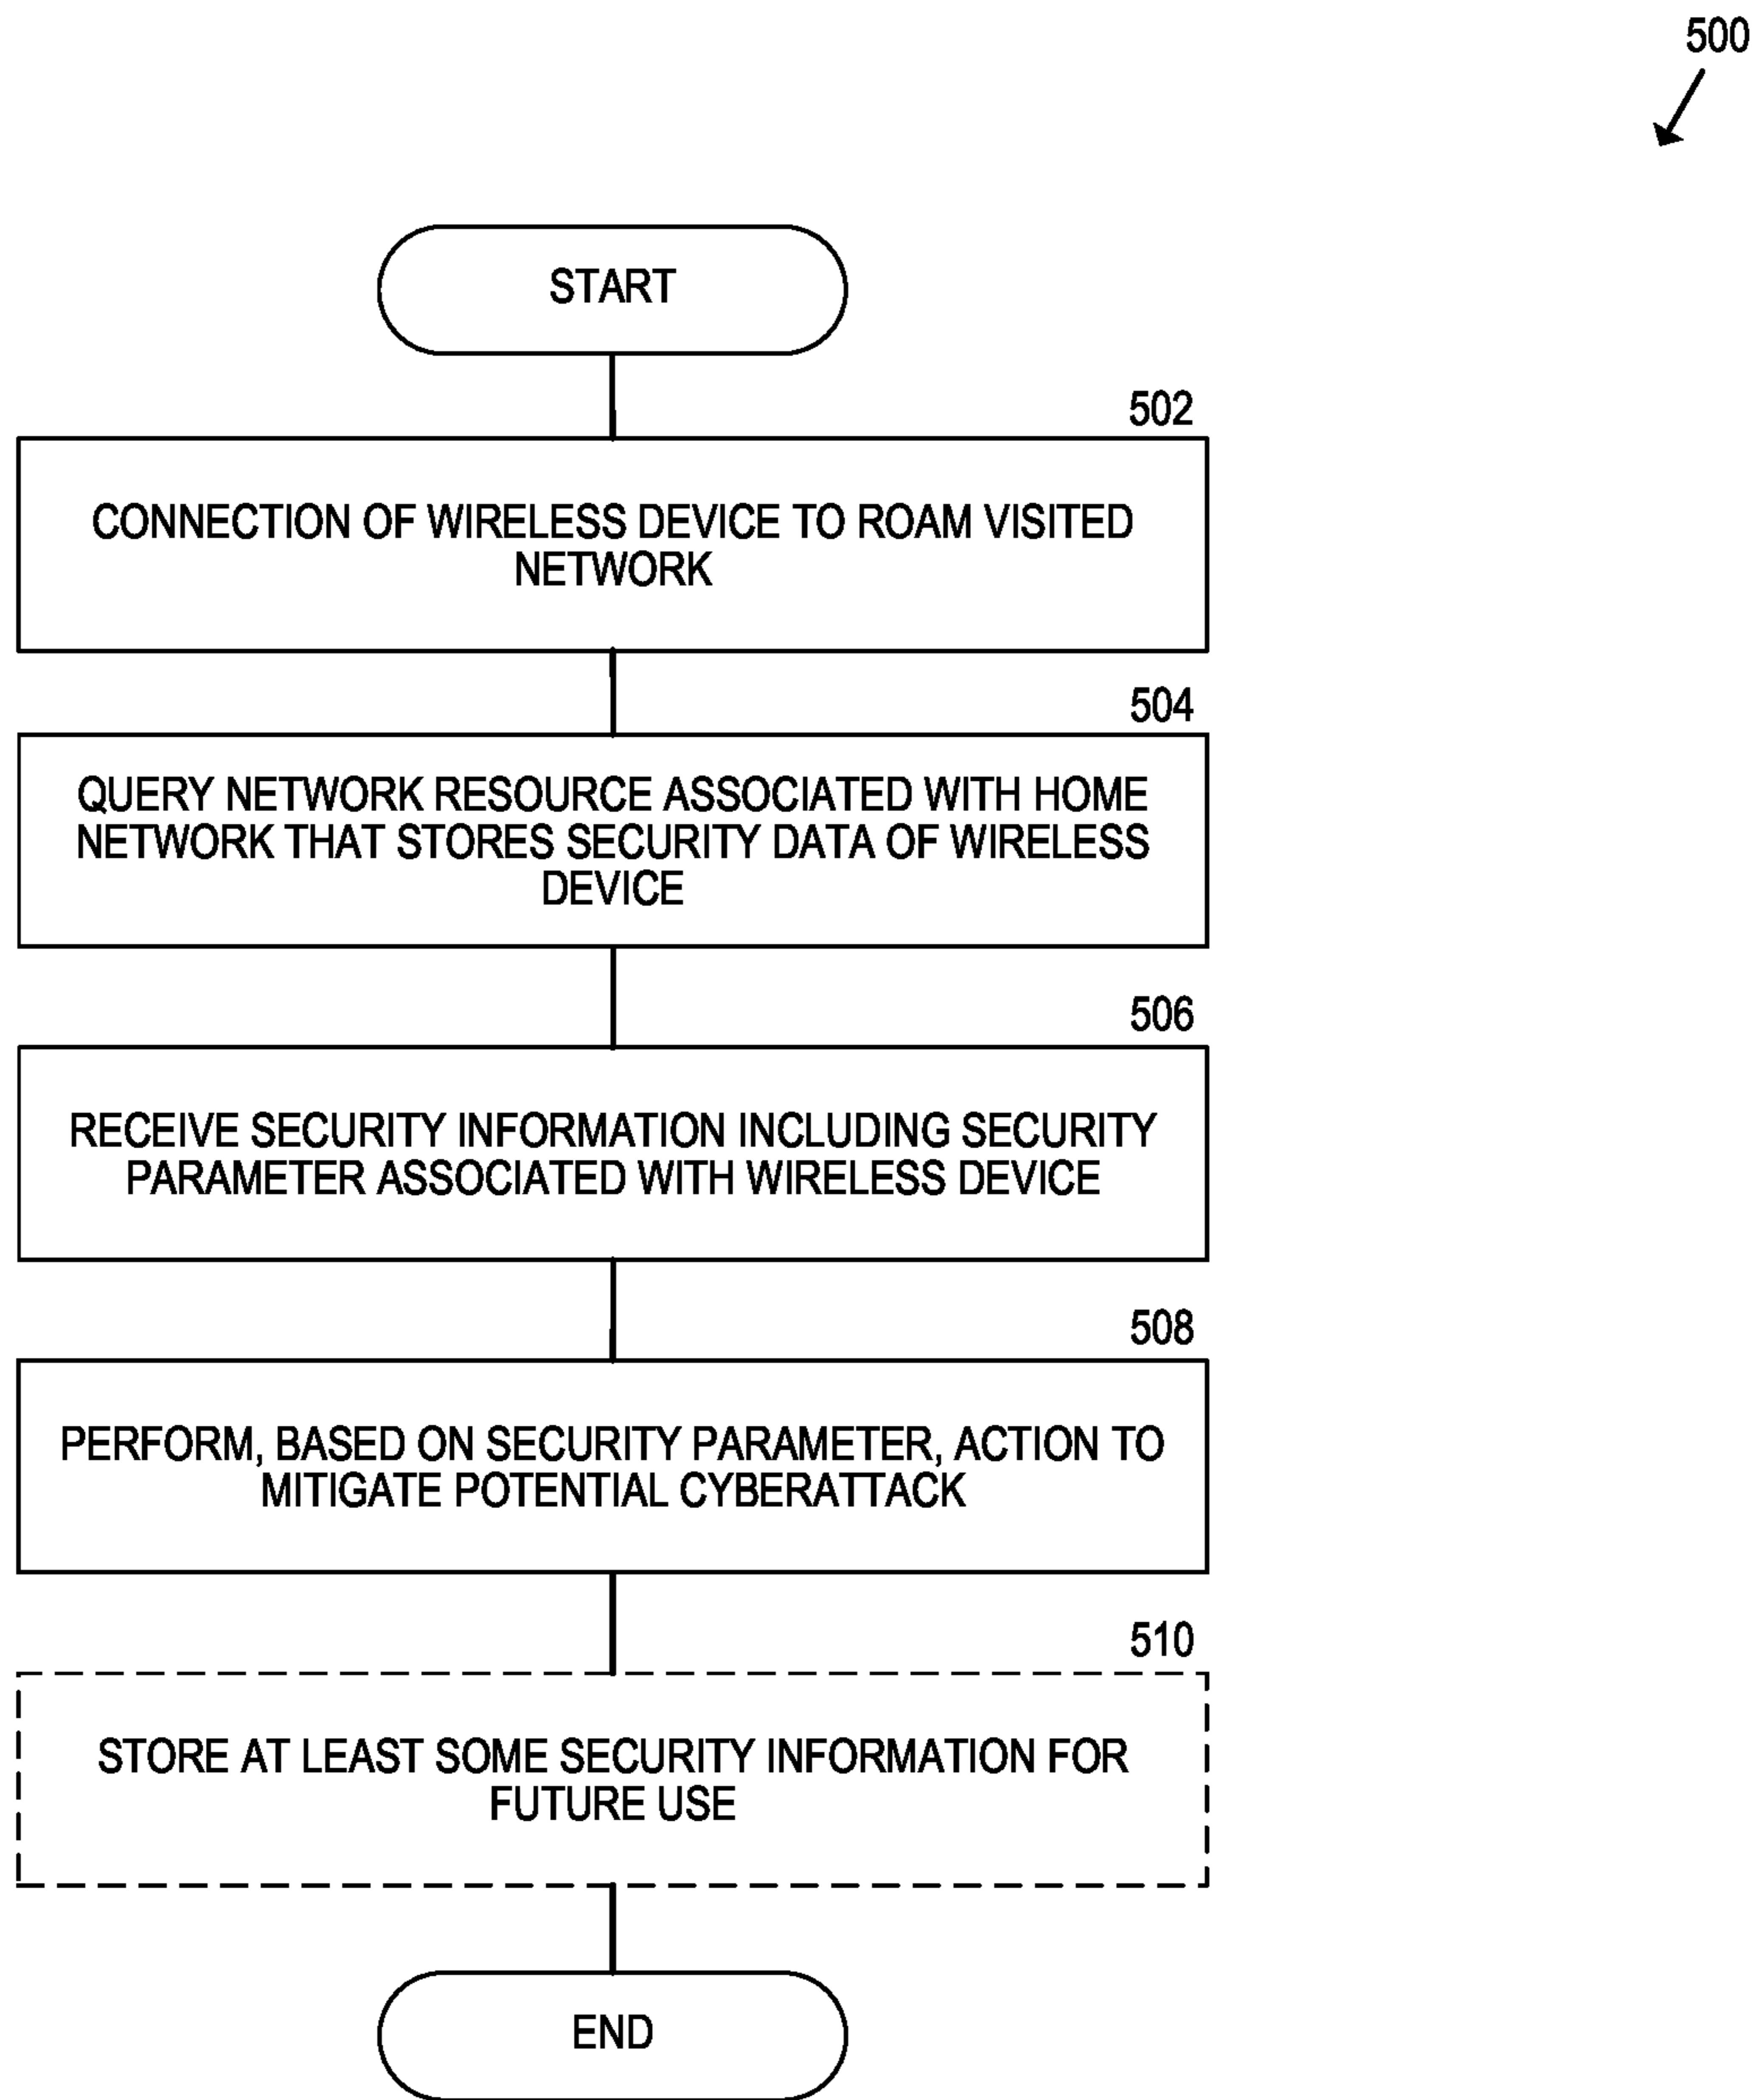 500
START
502
CONNECTION OF WIRELESS DEVICE TO ROAM VISITED
NETWORK
504
QUERY NETWORK RESOURCE ASSOCIATED WITH HOME
NETWORK THAT STORES SECURITY DATA OF WIRELESS
DEVICE
506
RECEIVE SECURITY INFORMATION INCLUDING SECURITY
PARAMETER ASSOCIATED WITH WIRELESS DEVICE
508
PERFORM, BASED ON SECURITY PARAMETER, ACTION TO
MITIGATE POTENTIAL CYBERATTACK
510
STORE AT LEAST SOME SECURITY INFORMATION FOR
FUTURE USE
END